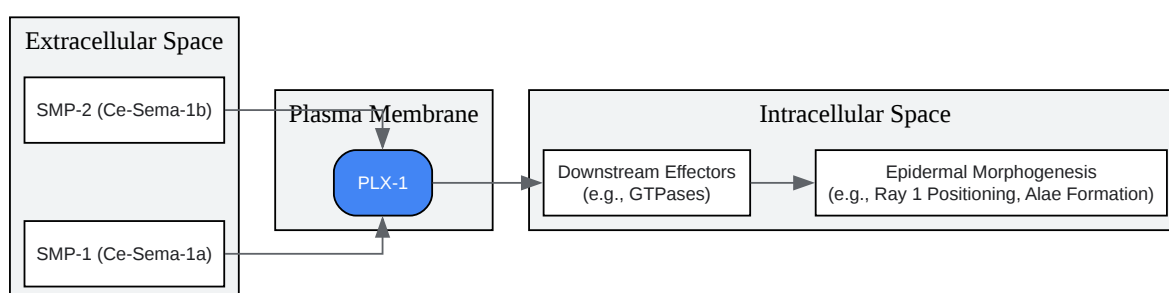 Extracellular Space
SMP-2 (Ce-Sema-1b)
SMP-1 (Ce-Sema-1a)
Plasma Membrane
PLX-1
Intracellular Space
Downstream Effectors
(e.g., GTPases)
Epidermal Morphogenesis
(e.g., Ray 1 Positioning, Alae Formation)